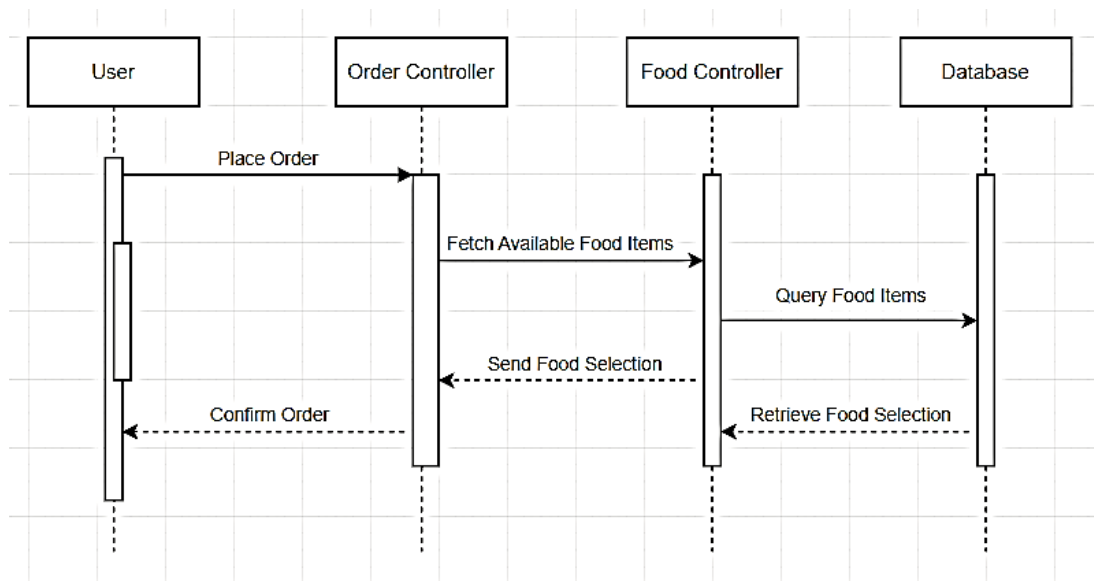 User
Order Controller
Food Controller
Database
Place Order
Fetch Available Food Items
Query Food Items
Send Food Selection
Confirm Order
Retrieve Food Selection